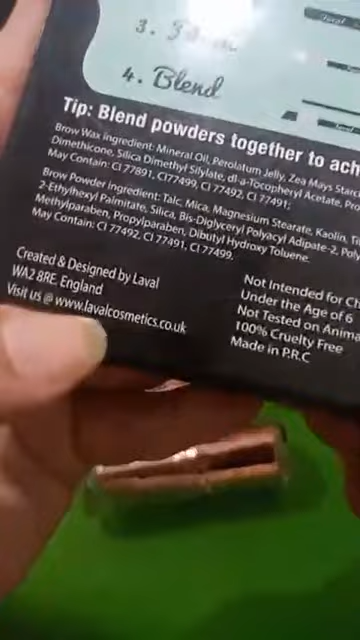 3.
4. Blend
Tip: Blend powders together to ach
Brow Wax ingredient: Mineral Oil, Perolatum Jelly, Zea Mays Star
Dimethicone, Silica Dimethyl Silylate, dl-a-Tocopheryl Acetate, Pro
May Contain: CI 77891, CI77499, CI 77492, CI 77491;
Brow Powder ingredient: Talc, Mica, Magnesium Stearate, Kaolin, Ti
2-Ethylhexyl Palmitate, Silica, Bis-Diglyceryl Polyacyl Adipate-2, Poly
Methylparaben, Propylparaben, Dibutyl Hydroxy Toluene.
May Contain: CI 77492, CI 77491, CI 77499.
Created & Designed by Laval
WA2 8RE. England
Visit us @ www.lavalcosmetics.co.uk
Not Intended for Ch
Under the Age of 6
Not Tested on Anima
100% Cruelty Free
Made in P.R.C